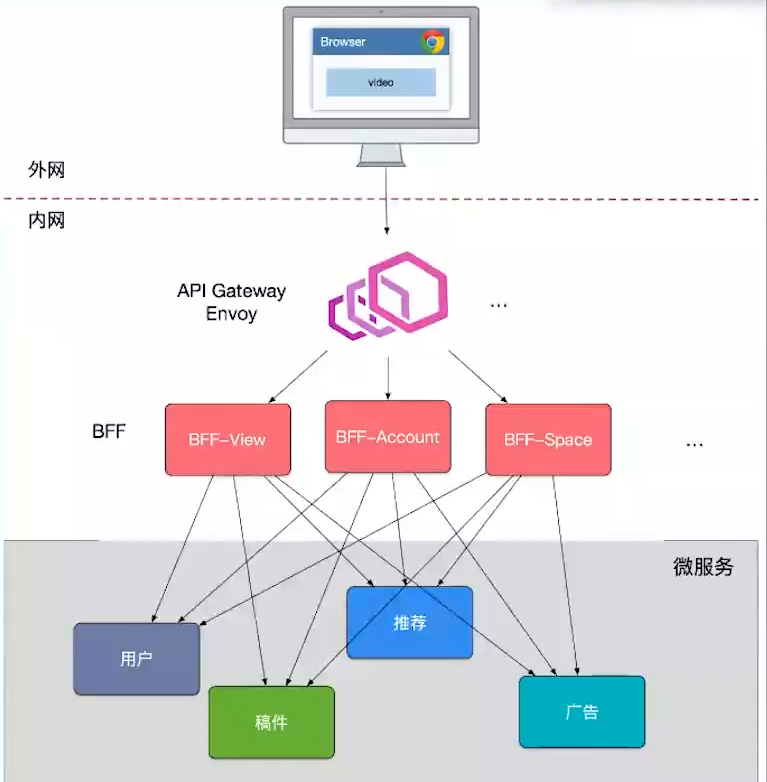 Browser
video
外网
内网
API Gateway
Envoy
...
BFF
BFF-View
BFF-Account
BFF-Space
...
微服务
推荐
用户
稿件
广告